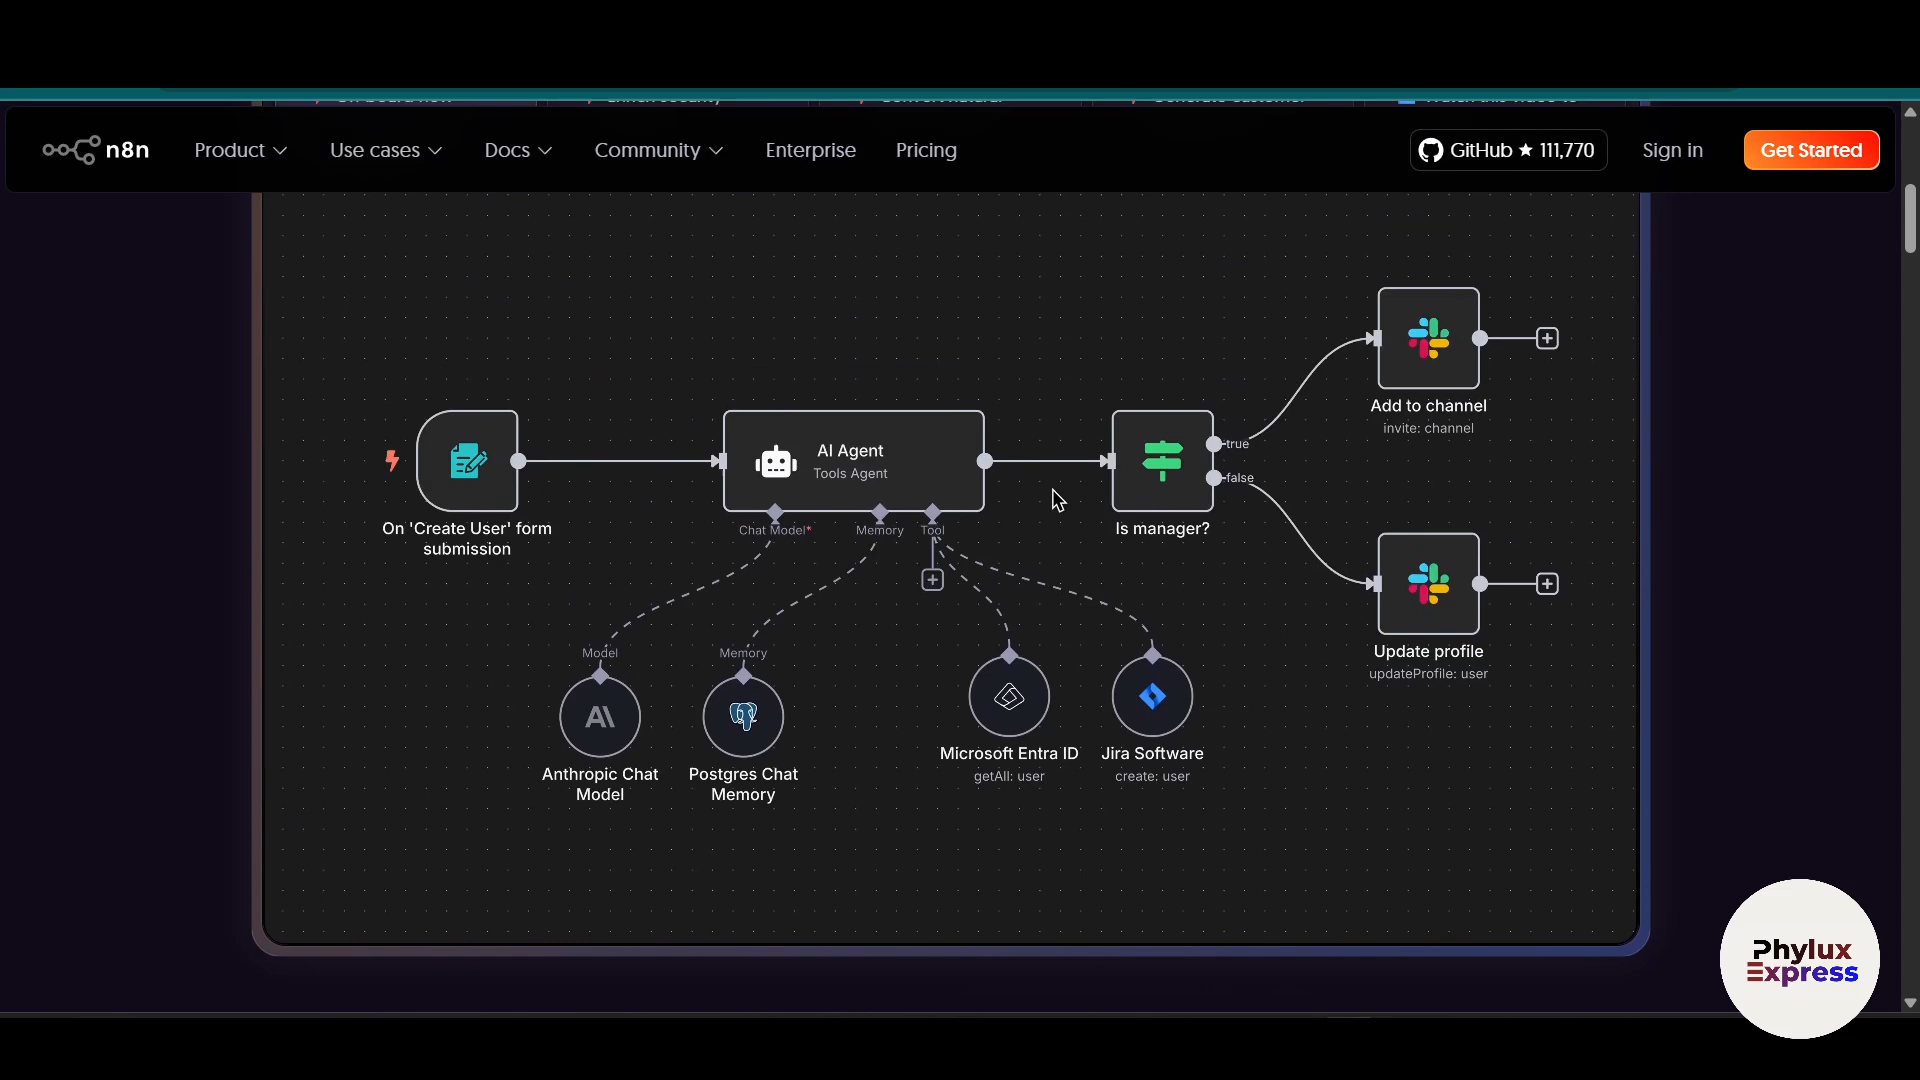 n8n
Product
Use cases
Docs
Community
Enterprise
Pricing
GitHub ★ 111,770
Sign in
Get Started
Add to channel
invite: channel
AI Agent
Tools Agent
true
false
On 'Create User' form
submission
Chat Model*
Memory
Tool
Is manager?
Model
Memory
Update profile
updateProfile: user
Microsoft Entra ID
getAll: user
Jira Software
create: user
Anthropic Chat
Model
Postgres Chat
Memory
Phylux
Express